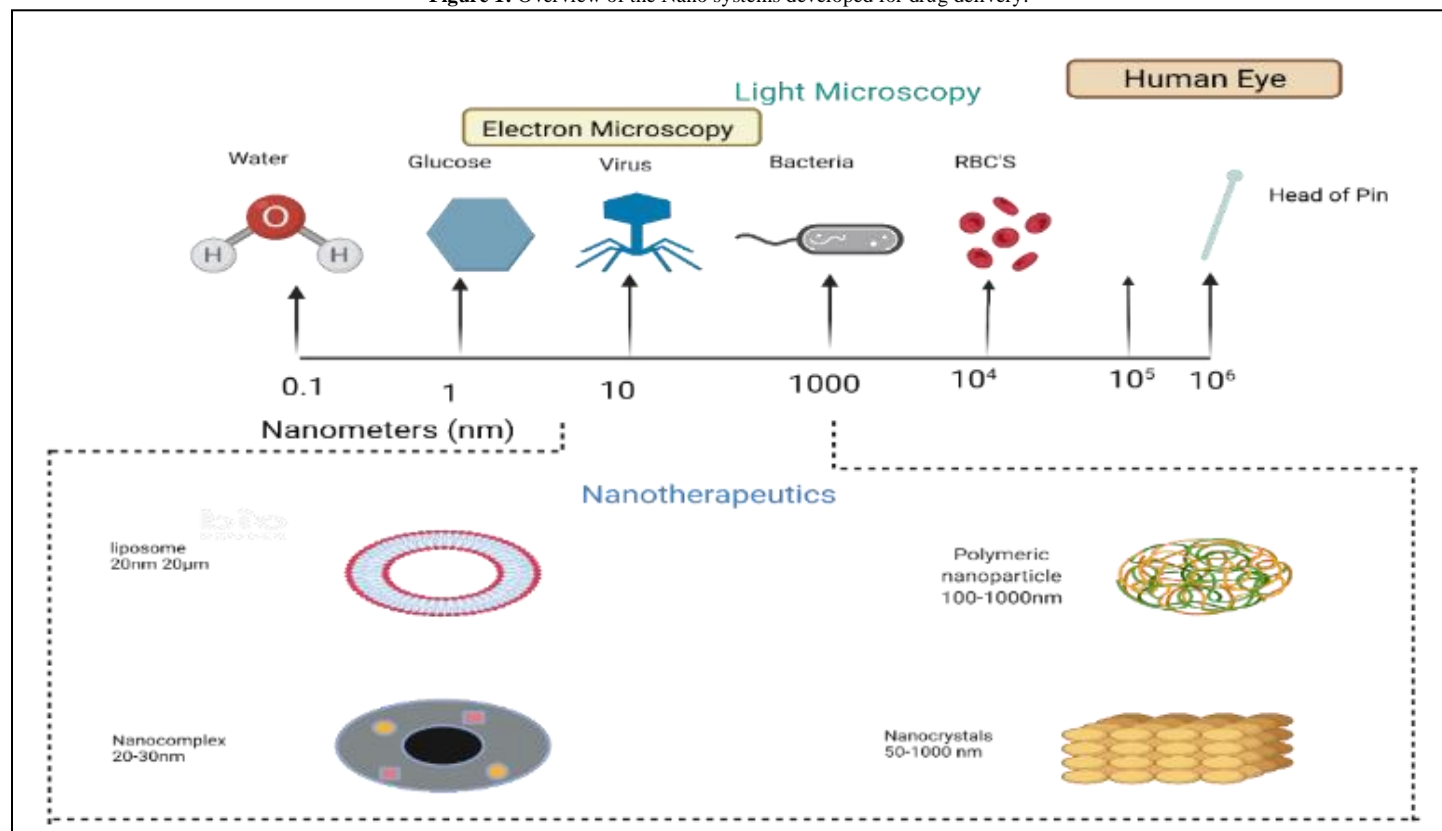 Figure 1: Overview of the Nano systems developed for drug delivery.
Human Eye
Light Microscopy
Electron Microscopy
Water
Glucose
Virus
Bacteria
RBC'S
Head of Pin
O
H
H
0.1
1
10
1000
10⁴
10⁵
10⁶
Nanometers (nm)
Nanotherapeutics
liposome
20nm 20µm
Polymeric
nanoparticle
100-1000nm
Nanocomplex
20-30nm
Nanocrystals
50-1000 nm